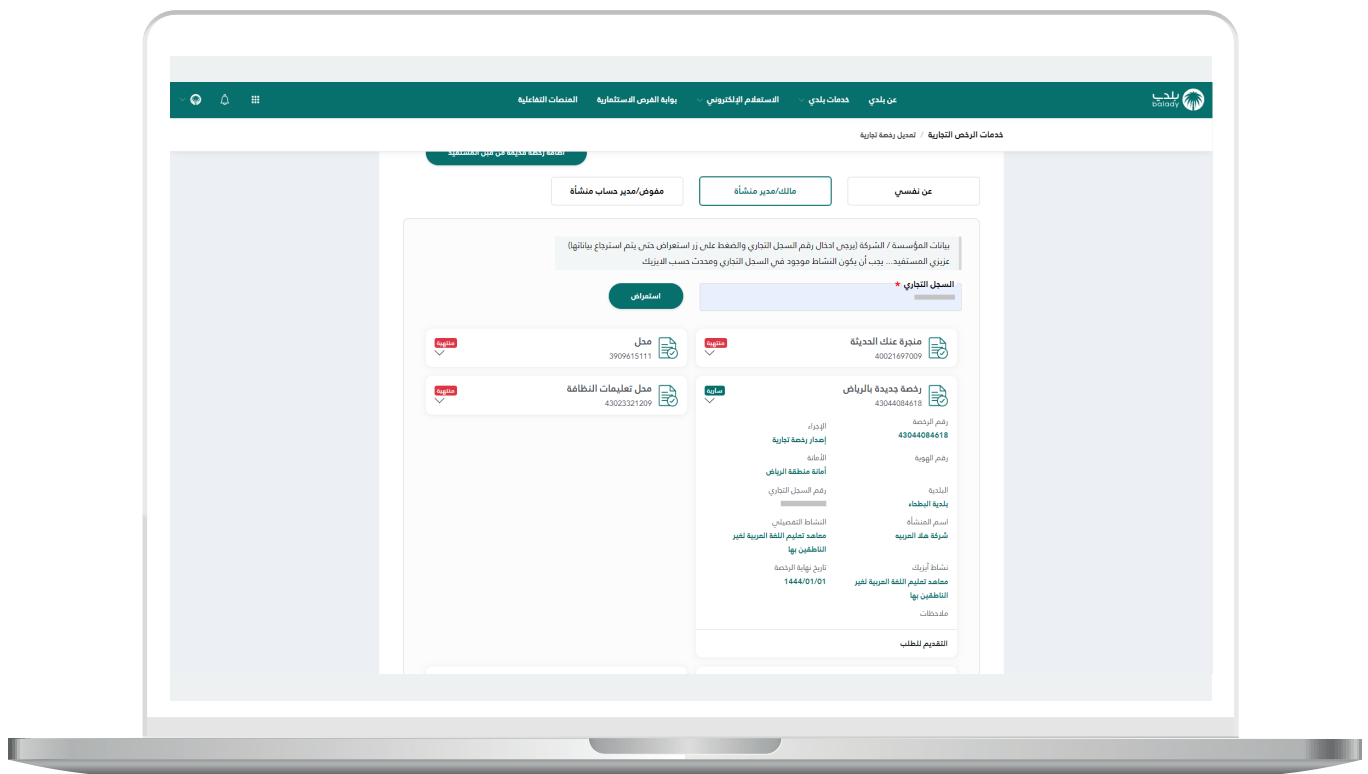 بلدي
balady
عن بلدي
خدمات بلدي
الاستعلام الإلكتروني
بوابة الفرص الاستثمارية
المنصات التفاعلية
خدمات الرخص التجارية / تعديل رخصة تجارية
عن نفسي
مالك/مدير منشأة
مفوض/مدير حساب منشأة
بيانات المؤسسة / الشركة (يرجى ادخال رقم السجل التجاري والضغط على زر استعراض حتى يتم استرجاع بياناتها)
عزيزي المستفيد... يجب أن يكون النشاط موجود في السجل التجاري ومحدث حسب الايزيك
السجل التجاري *
استعراض
منجرة عنك الحديثة
40021697009
منتهية
محل
3909615111
منتهية
رخصة جديدة بالرياض
43044084618
سارية
محل تعليمات النظافة
43023321209
منتهية
رقم الرخصة
43044084618
الإجراء
إصدار رخصة تجارية
رقم الهوية
الأمانة
أمانة منطقة الرياض
البلدية
بلدية البطحاء
رقم السجل التجاري
اسم المنشأة
شركة هلا العربيه
النشاط التفصيلي
معاهد تعليم اللغة العربية لغير
الناطقين بها
نشاط أيزيك
معاهد تعليم اللغة العربية لغير
الناطقين بها
تاريخ نهاية الرخصة
1444/01/01
ملاحظات
التقديم للطلب